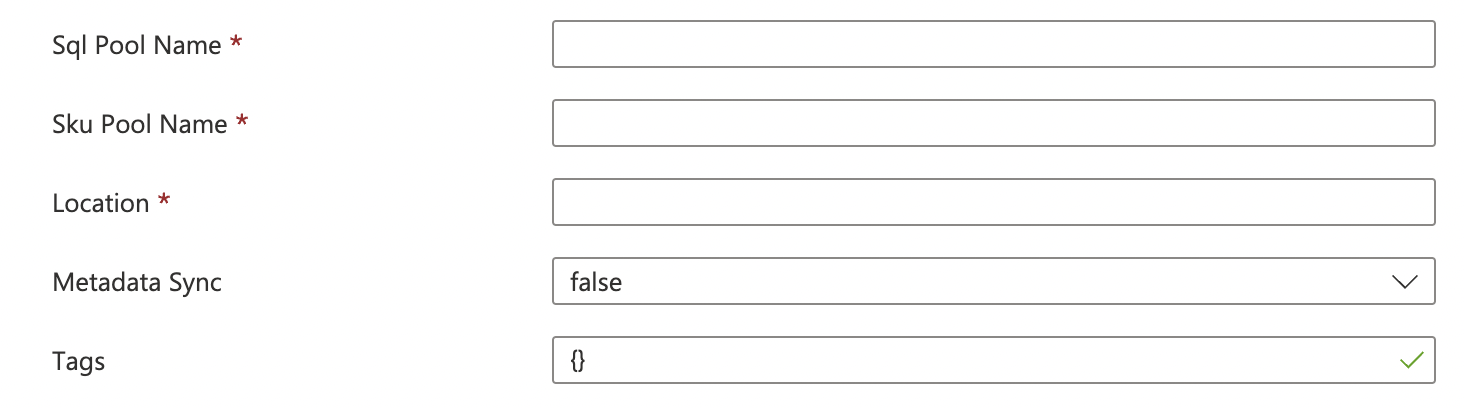 Sql Pool Name *
Sku Pool Name *
Location *
Metadata Sync false
Tags {}